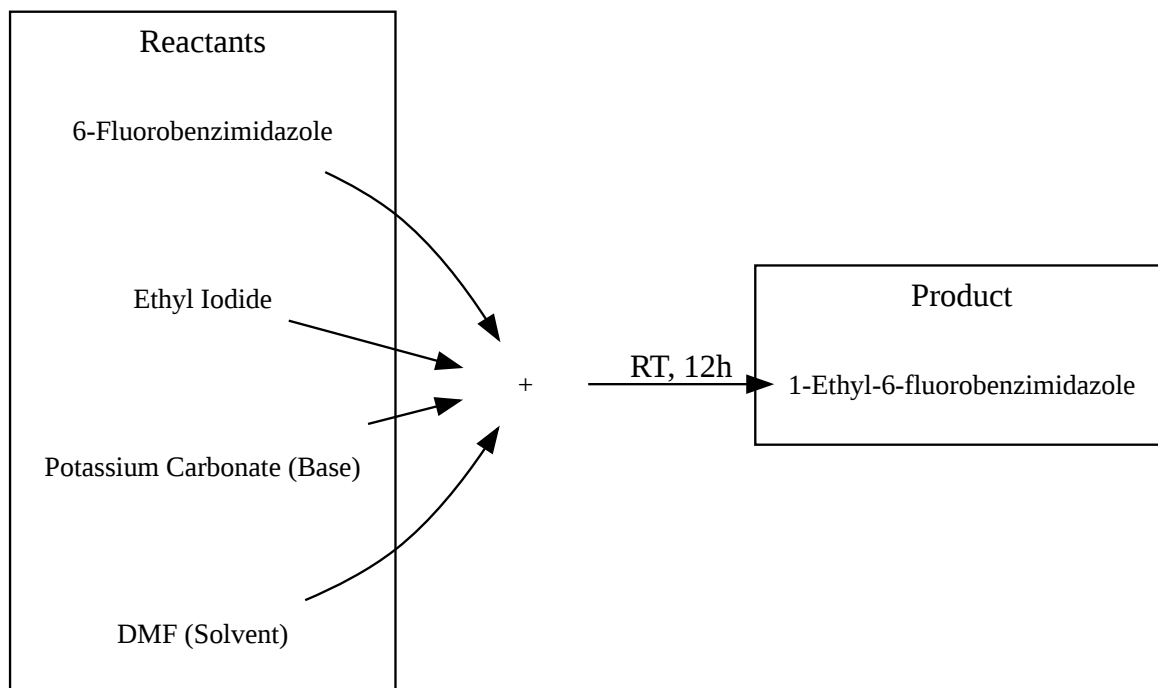 Reactants
6-Fluorobenzimidazole
Ethyl Iodide
Potassium Carbonate (Base)
DMF (Solvent)
+
RT, 12h
Product
1-Ethyl-6-fluorobenzimidazole